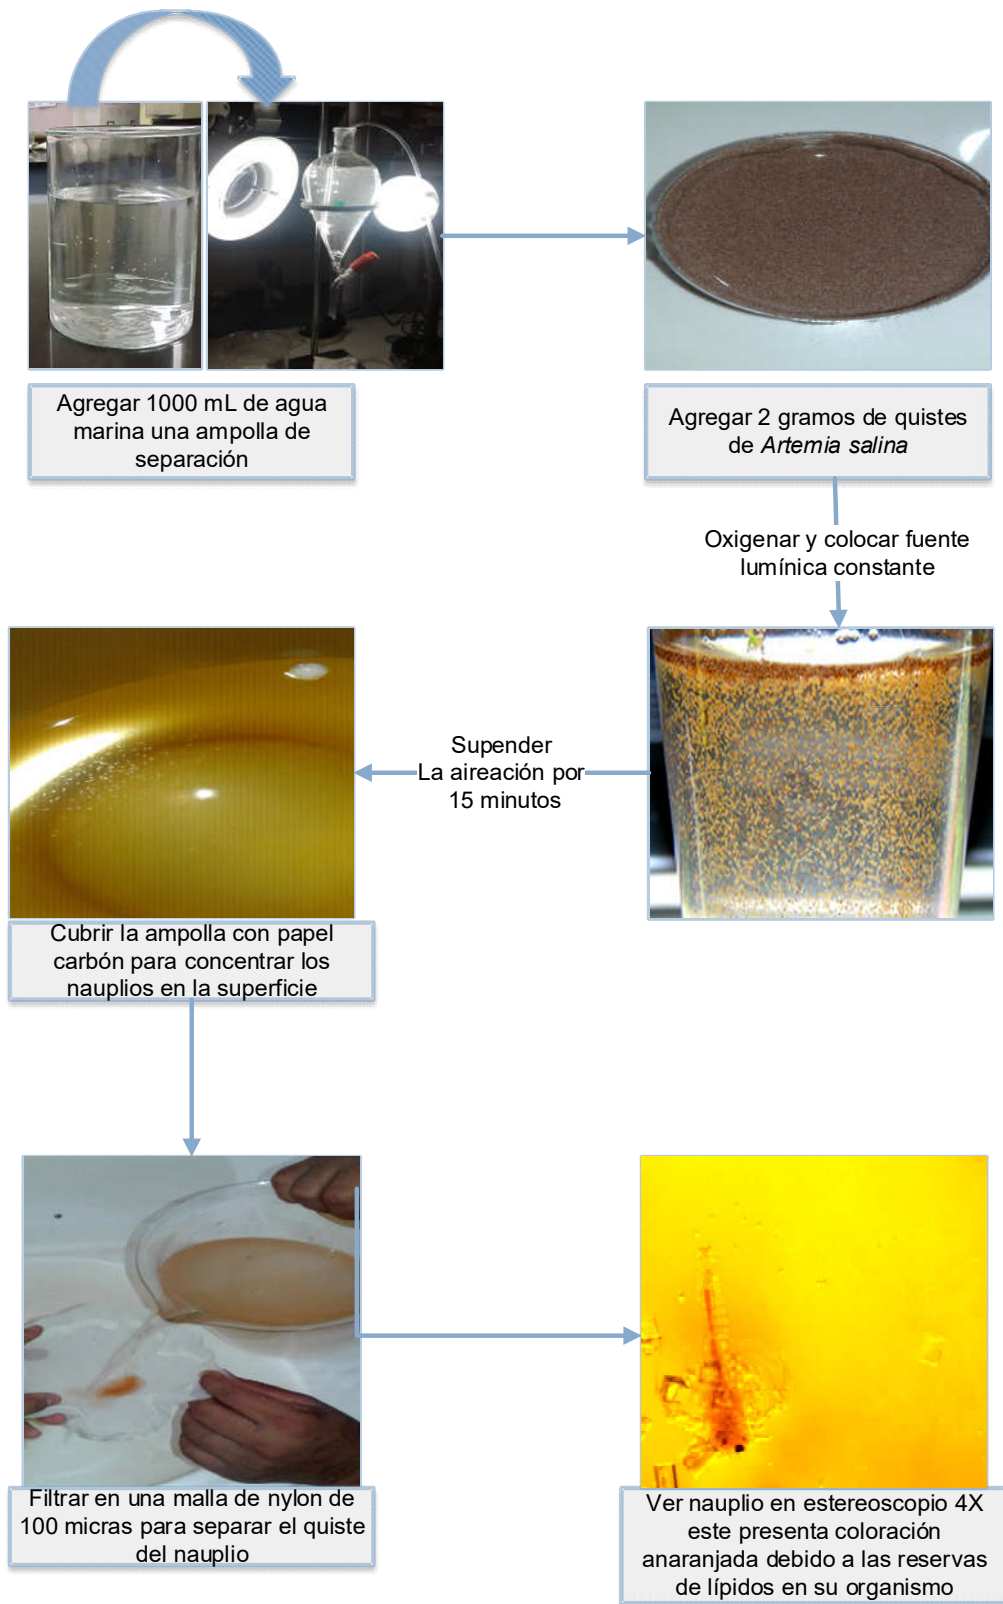 Agregar 1000 mL de agua
marina una ampolla de
separación
Agregar 2 gramos de quistes
de Artemia salina
Oxigenar y colocar fuente
lumínica constante
Supender
La aireación por
15 minutos
Cubrir la ampolla con papel
carbón para concentrar los
nauplios en la superficie
Filtrar en una malla de nylon de
100 micras para separar el quiste
del nauplio
Ver nauplio en estereoscopio 4X
este presenta coloración
anaranjada debido a las reservas
de lípidos en su organismo